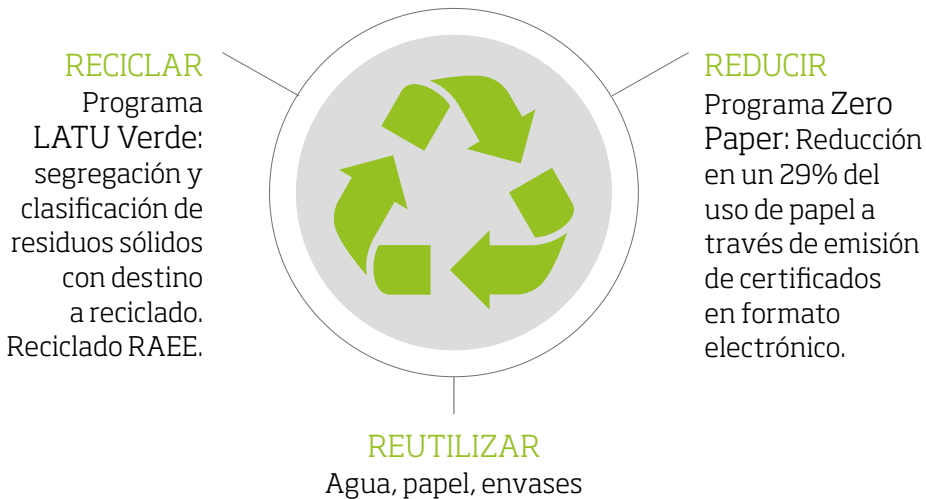 RECICLAR
Programa
LATU Verde:
segregación y
clasificación de
residuos sólidos
con destino
a reciclado.
Reciclado RAEE.
REDUCIR
Programa Zero
Paper: Reducción
en un 29% del
uso de papel a
través de emisión
de certificados
en formato
electrónico.
REUTILIZAR
Agua, papel, envases